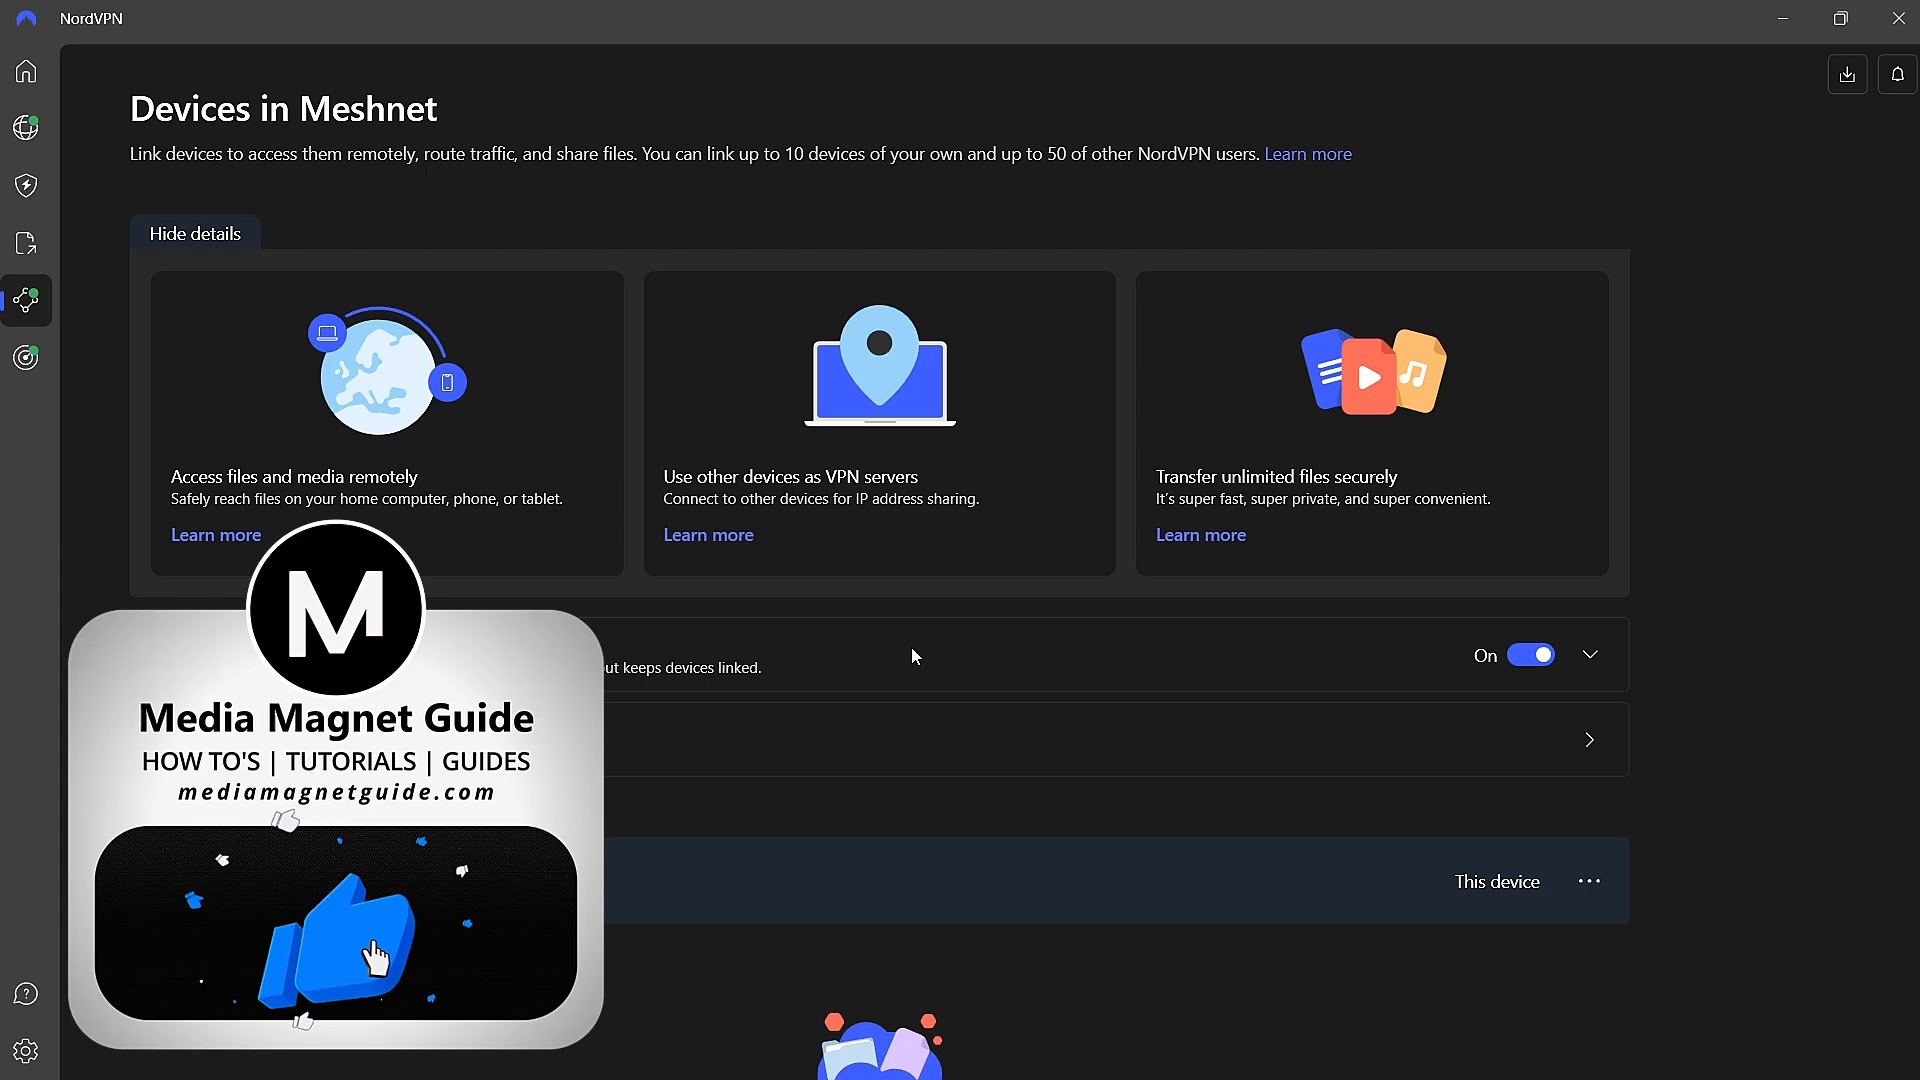 NordVPN
Devices in Meshnet
Link devices to access them remotely, route traffic, and share files. You can link up to 10 devices of your own and up to 50 of other NordVPN users. Learn more
Hide details
Access files and media remotely
Safely reach files on your home computer, phone, or tablet.
Learn more
Use other devices as VPN servers
Connect to other devices for IP address sharing.
Learn more
Transfer unlimited files securely
It's super fast, super private, and super convenient.
Learn more
keeps devices linked.
On
This device
M
Media Magnet Guide
HOW TO'S | TUTORIALS | GUIDES
mediamagnetguide.com